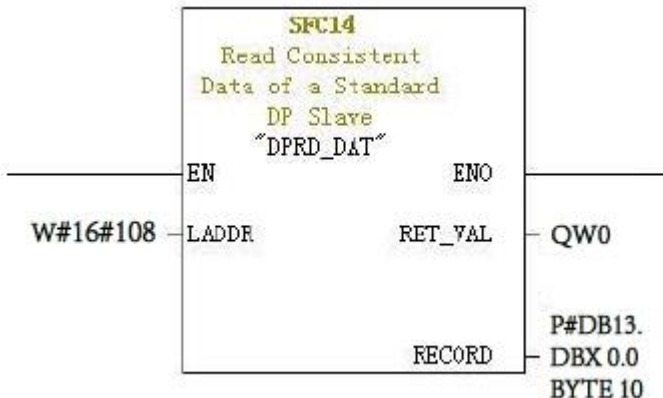 SFC14
Read Consistent
Data of a Standard
DP Slave
"DPRD_DAT"
EN ENO
W#16#108 LADDR RET_VAL QW0
RECORD P#DB13.
DBX 0.0
BYTE 10